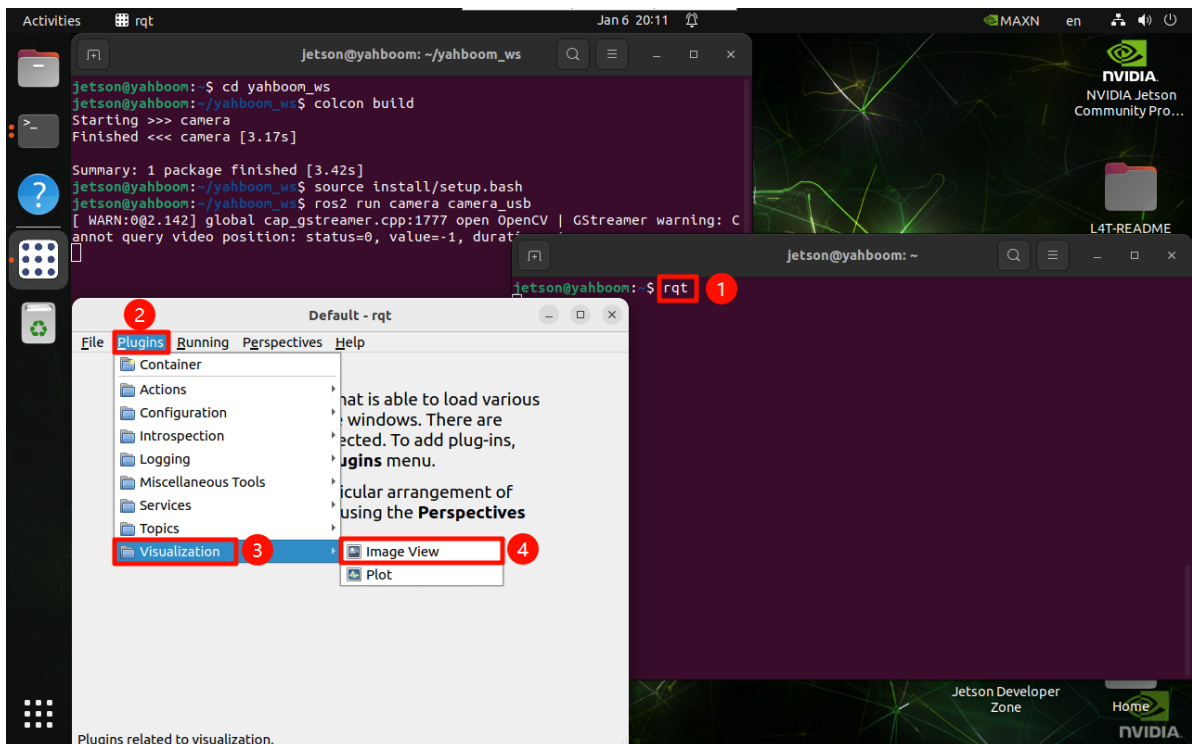 Activities rqt Jan 6 20:11 MAXN en
jetson@yahboom: ~/yahboom_ws
jetson@yahboom:~$ cd yahboom_ws
jetson@yahboom:~/yahboom_ws$ colcon build
Starting >>> camera
Finished <<< camera [3.17s]
Summary: 1 package finished [3.42s]
jetson@yahboom:~/yahboom_ws$ source install/setup.bash
jetson@yahboom:~/yahboom_ws$ ros2 run camera camera_usb
[ WARN:0@2.142] global cap_gstreamer.cpp:1777 open OpenCV | GStreamer warning: C
annot query video position: status=0, value=-1,
NVIDIA.
NVIDIA Jetson
Community Pro...
L4T-README
jetson@yahboom: ~
jetson@yahboom:~$ rqt 1
2
Default - rqt
File Plugins Running Perspectives Help
Container
Actions
Configuration
Introspection
Logging
Miscellaneous Tools
Services
Topics
Visualization 3
Image View 4
Plot
hat is able to load various
windows. There are
ected. To add plug-ins,
ugins menu.
icular arrangement of
using the Perspectives
Plugins related to visualization.
Jetson Developer
Zone
Home
NVIDIA.